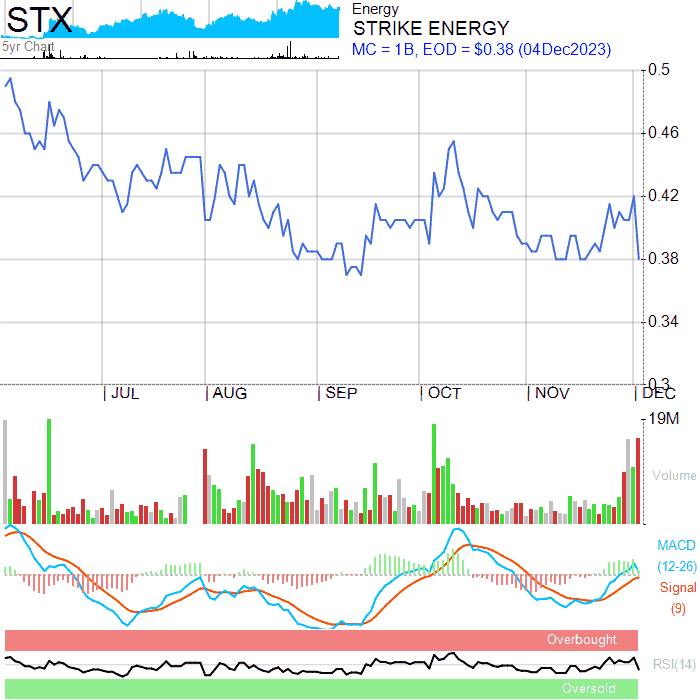 STX
5yr Chart
Energy
STRIKE ENERGY
MC = 1B, EOD = $0.38 (04Dec2023)
0.5
0.46
0.42
0.38
0.34
0.3
JUL AUG SEP OCT NOV DEC
19M
Volume
MACD
(12-26)
Signal
(9)
Overbought
RSI(14)
Oversold